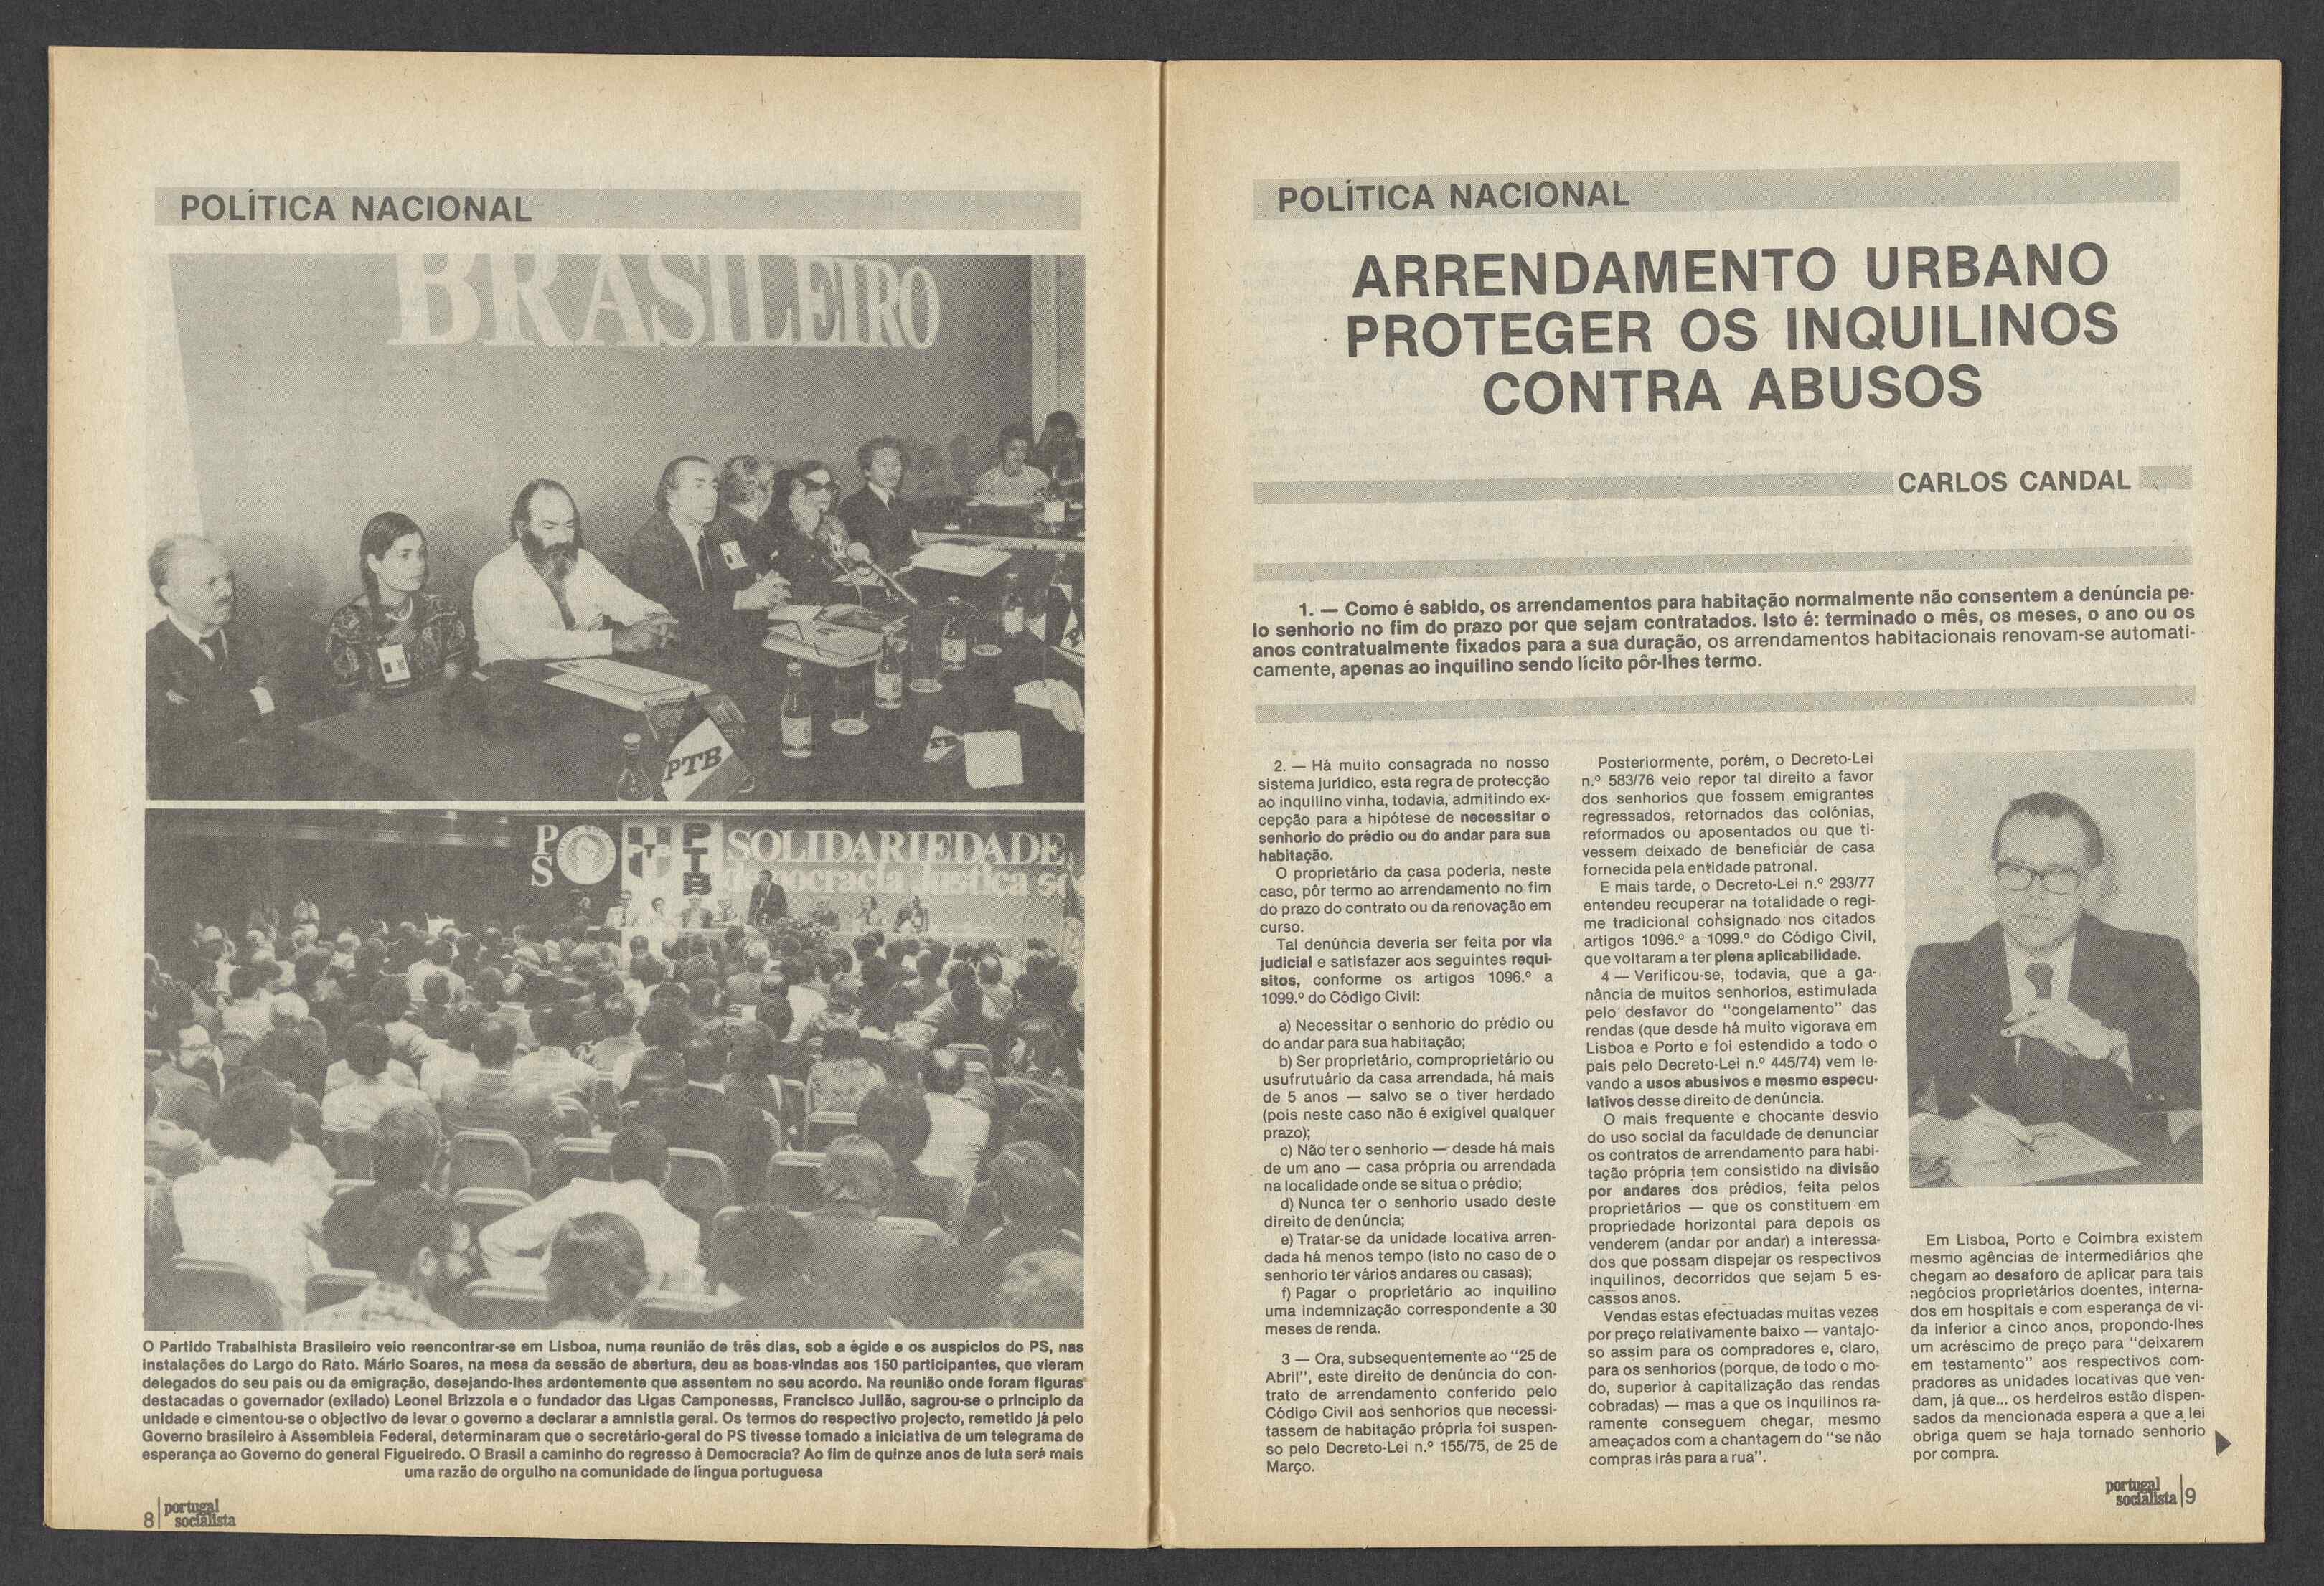 POLÍTICA NACIONAL
BRASILEIRO
PTB
PTB
PS
PTB
PTB
SOLIDARIEDADE
democracia Justiça so
O Partido Trabalhista Brasileiro veio reencontrar-se em Lisboa, numa reunião de três dias, sob a égide e os auspícios do PS, nas
instalações do Largo do Rato. Mário Soares, na mesa da sessão de abertura, deu as boas-vindas aos 150 participantes, que vieram
delegados do seu país ou da emigração, desejando-lhes ardentemente que assentem no seu acordo. Na reunião onde foram figuras
destacadas o governador (exilado) Leonel Brizzola e o fundador das Ligas Camponesas, Francisco Julião, sagrou-se o princípio da
unidade e cimentou-se o objectivo de levar o governo a declarar a amnistia geral. Os termos do respectivo projecto, remetido já pelo
Governo brasileiro à Assembleia Federal, determinaram que o secretário-geral do PS tivesse tomado a iniciativa de um telegrama de
esperança ao Governo do general Figueiredo. O Brasil a caminho do regresso à Democracia? Ao fim de quinze anos de luta será mais
uma razão de orgulho na comunidade de língua portuguesa
8 portugal
socialista
POLÍTICA NACIONAL
ARRENDAMENTO URBANO
PROTEGER OS INQUILINOS
CONTRA ABUSOS
CARLOS CANDAL
1. — Como é sabido, os arrendamentos para habitação normalmente não consentem a denúncia pe-
lo senhorio no fim do prazo por que sejam contratados. Isto é: terminado o mês, os meses, o ano ou os
anos contratualmente fixados para a sua duração, os arrendamentos habitacionais renovam-se automati-
camente, apenas ao inquilino sendo lícito pôr-lhes termo.
2. — Há muito consagrada no nosso
sistema jurídico, esta regra de protecção
ao inquilino vinha, todavia, admitindo ex-
cepção para a hipótese de necessitar o
senhorio do prédio ou do andar para sua
habitação.
O proprietário da casa poderia, neste
caso, pôr termo ao arrendamento no fim
do prazo do contrato ou da renovação em
curso.
Tal denúncia deveria ser feita por via
judicial e satisfazer aos seguintes requi-
sitos, conforme os artigos 1096.º a
1099.º do Código Civil:
a) Necessitar o senhorio do prédio ou
do andar para sua habitação;
b) Ser proprietário, comproprietário ou
usufrutuário da casa arrendada, há mais
de 5 anos — salvo se o tiver herdado
(pois neste caso não é exigível qualquer
prazo);
c) Não ter o senhorio — desde há mais
de um ano — casa própria ou arrendada
na localidade onde se situa o prédio;
d) Nunca ter o senhorio usado deste
direito de denúncia;
e) Tratar-se da unidade locativa arren-
dada há menos tempo (isto no caso de o
senhorio ter vários andares ou casas);
f) Pagar o proprietário ao inquilino
uma indemnização correspondente a 30
meses de renda.
3 — Ora, subsequentemente ao "25 de
Abril", este direito de denúncia do con-
trato de arrendamento conferido pelo
Código Civil aos senhorios que necessi-
tassem de habitação própria foi suspen-
so pelo Decreto-Lei n.º 155/75, de 25 de
Março.
Posteriormente, porém, o Decreto-Lei
n.º 583/76 veio repor tal direito a favor
dos senhorios que fossem emigrantes
regressados, retornados das colónias,
reformados ou aposentados ou que ti-
vessem deixado de beneficiar de casa
fornecida pela entidade patronal.
E mais tarde, o Decreto-Lei n.º 293/77
entendeu recuperar na totalidade o regi-
me tradicional consignado nos citados
artigos 1096.º a 1099.º do Código Civil,
que voltaram a ter plena aplicabilidade.
4 — Verificou-se, todavia, que a ga-
nância de muitos senhorios, estimulada
pelo desfavor do "congelamento" das
rendas (que desde há muito vigorava em
Lisboa e Porto e foi estendido a todo o
país pelo Decreto-Lei n.º 445/74) vem le-
vando a usos abusivos e mesmo especu-
lativos desse direito de denúncia.
O mais frequente e chocante desvio
do uso social da faculdade de denunciar
os contratos de arrendamento para habi-
tação própria tem consistido na divisão
por andares dos prédios, feita pelos
proprietários — que os constituem em
propriedade horizontal para depois os
venderem (andar por andar) a interessa-
dos que possam dispejar os respectivos
inquilinos, decorridos que sejam 5 es-
cassos anos.
Vendas estas efectuadas muitas vezes
por preço relativamente baixo — vantajo-
so assim para os compradores e, claro,
para os senhorios (porque, de todo o mo-
do, superior à capitalização das rendas
cobradas) — mas a que os inquilinos ra-
ramente conseguem chegar, mesmo
ameaçados com a chantagem do "se não
compras irás para a rua".
Em Lisboa, Porto e Coimbra existem
mesmo agências de intermediários qhe
chegam ao desaforo de aplicar para tais
negócios proprietários doentes, interna-
dos em hospitais e com esperança de vi-
da inferior a cinco anos, propondo-lhes
um acréscimo de preço para "deixarem
em testamento" aos respectivos com-
pradores as unidades locativas que ven-
dam, já que... os herdeiros estão dispen-
sados da mencionada espera a que a lei
obriga quem se haja tornado senhorio
por compra.
portugal
socialista 9